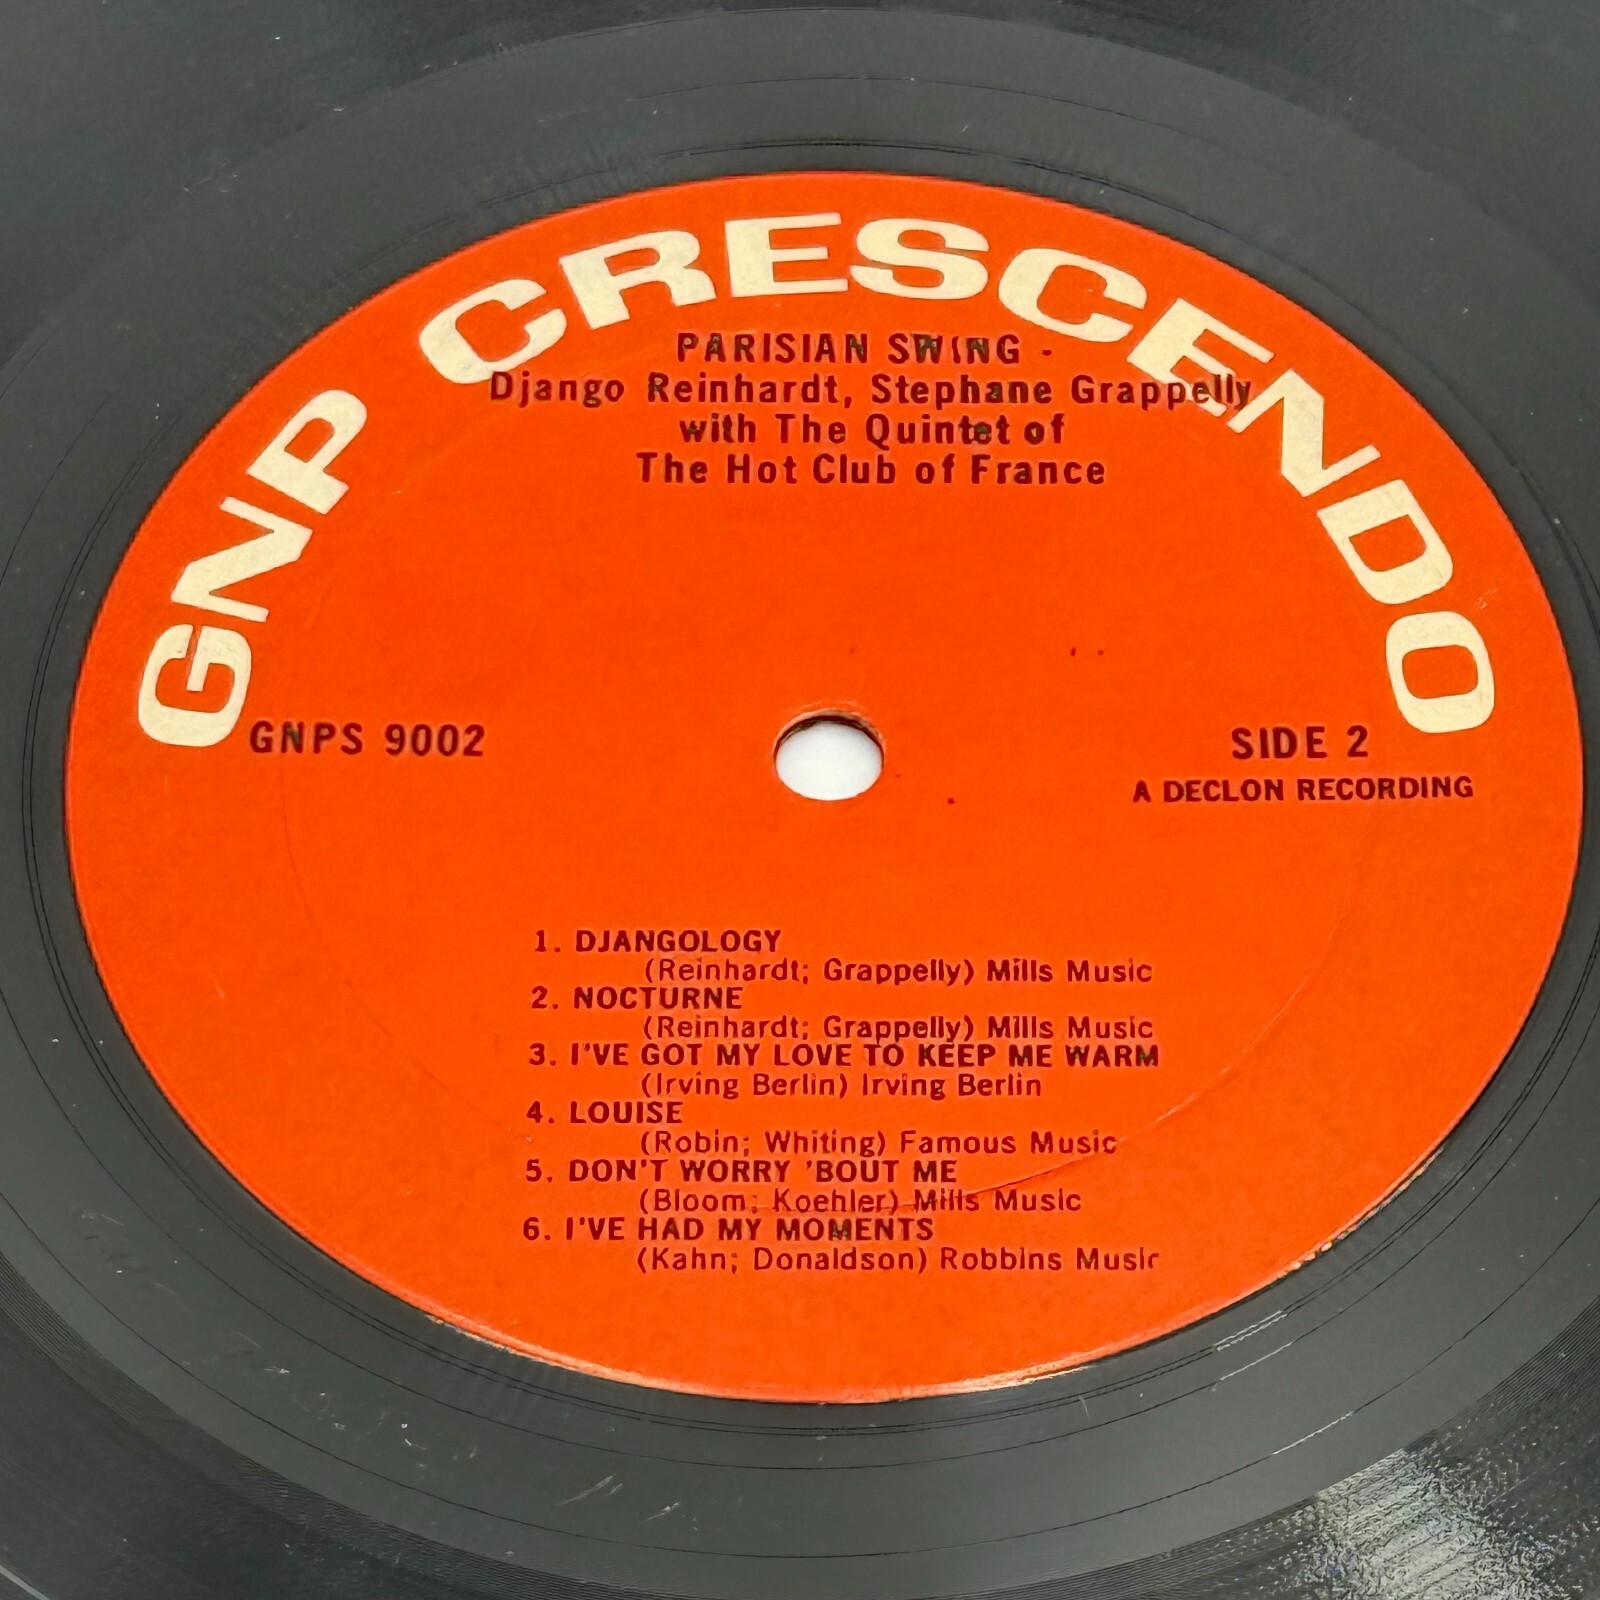 GNP CRESCENDO
PARISIAN SWING -
Django Reinhardt, Stephane Grappelly
with The Quintet of
The Hot Club of France
GNPS 9002
SIDE 2
A DECLON RECORDING
1. DJANGOLOGY
(Reinhardt; Grappelly) Mills Music
2. NOCTURNE
(Reinhardt; Grappelly) Mills Music
3. I'VE GOT MY LOVE TO KEEP ME WARM
(Irving Berlin) Irving Berlin
4. LOUISE
(Robin; Whiting) Famous Music
5. DON'T WORRY 'BOUT ME
(Bloom; Koehler) Mills Music
6. I'VE HAD MY MOMENTS
(Kahn; Donaldson) Robbins Music